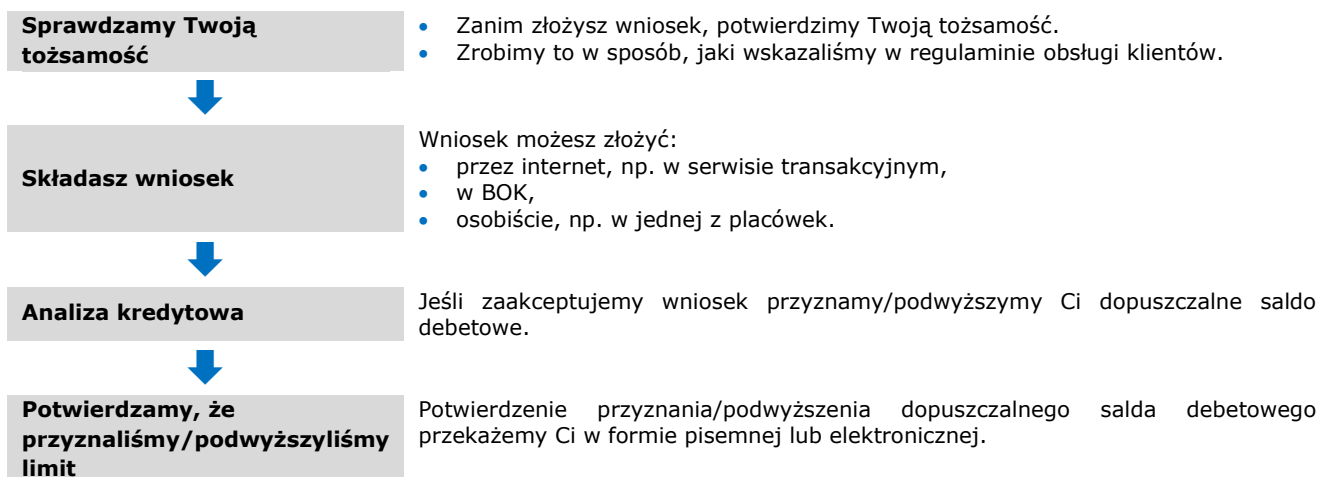 Sprawdzamy Twoją
tożsamość
• Zanim złożysz wniosek, potwierdzimy Twoją tożsamość.
• Zrobimy to w sposób, jaki wskazaliśmy w regulaminie obsługi klientów.
Składasz wniosek
Wniosek możesz złożyć:
• przez internet, np. w serwisie transakcyjnym,
• w BOK,
• osobiście, np. w jednej z placówek.
Analiza kredytowa
Jeśli zaakceptujemy wniosek przyznamy/podwyższymy Ci dopuszczalne saldo
debetowe.
Potwierdzamy, że
przyznaliśmy/podwyższyliśmy
limit
Potwierdzenie przyznania/podwyższenia dopuszczalnego salda debetowego
przekażemy Ci w formie pisemnej lub elektronicznej.